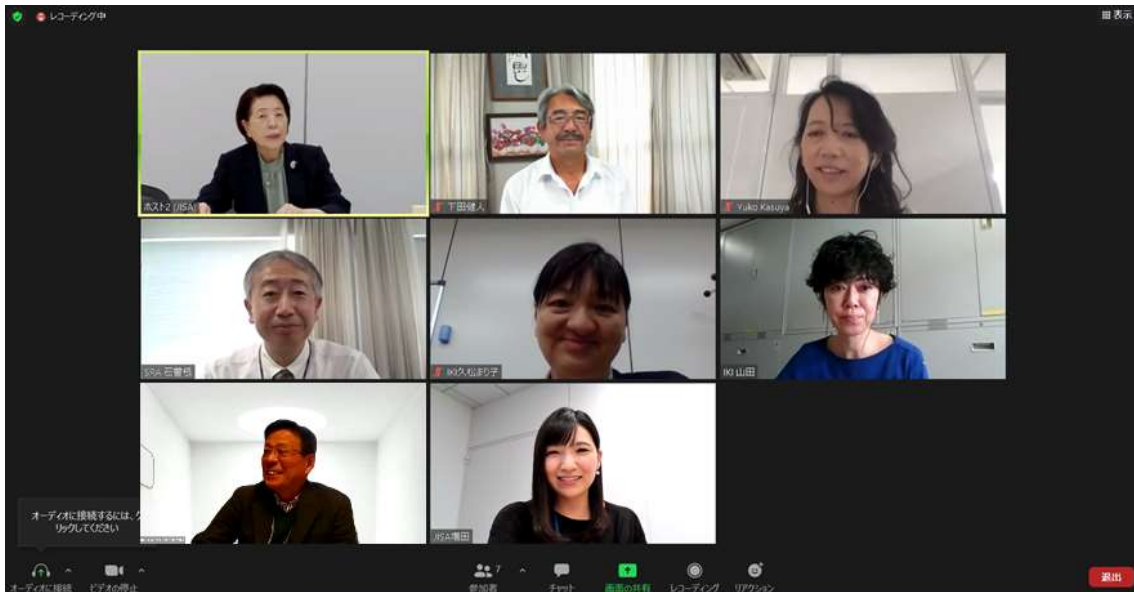 レコーディング中
表示
ホスト2 (JISA)
下田健人
Yuko Kasuya
SRA 石曽根
IKI久松まり子
IKI 山田
JISA増田
オーディオに接続するには、ク
リックしてください
オーディオに接続
ビデオの停止
参加者
7
チャット
画面の共有
レコーディング
リアクション
退出